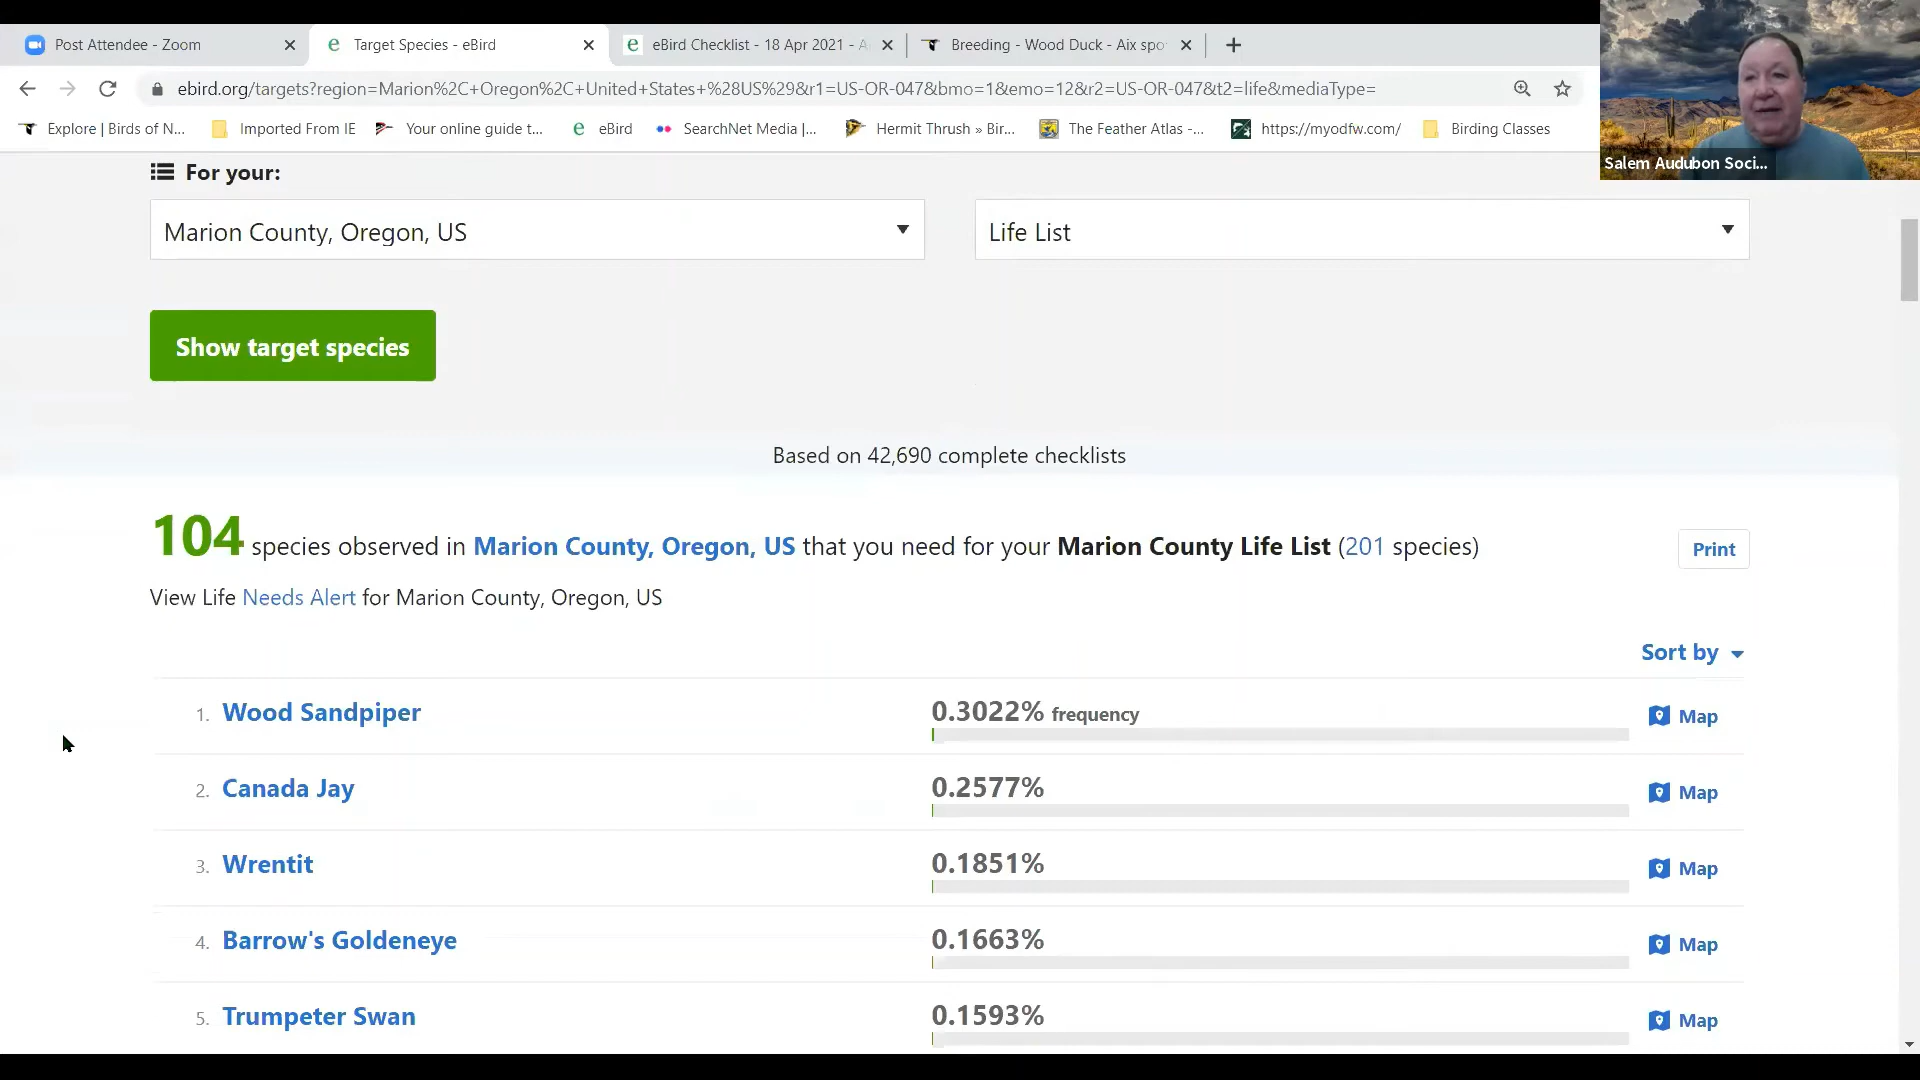 Post Attendee - Zoom
Target Species - eBird
eBird Checklist - 18 Apr 2021 - A
Breeding - Wood Duck - Aix spo
ebird.org/targets?region=Marion%2C+Oregon%2C+United+States+%28US%29&r1=US-OR-047&bmo=1&emo=12&r2=US-OR-047&t2=life&mediaType=
Explore | Birds of N...
Imported From IE
Your online guide t...
eBird
SearchNet Media |...
Hermit Thrush » Bir...
The Feather Atlas -...
https://myodfw.com/
Birding Classes
Salem Audubon Soci...
For your:
Marion County, Oregon, US
Life List
Show target species
Based on 42,690 complete checklists
104 species observed in Marion County, Oregon, US that you need for your Marion County Life List (201 species)
Print
View Life Needs Alert for Marion County, Oregon, US
Sort by
1. Wood Sandpiper 0.3022% frequency Map
2. Canada Jay 0.2577% Map
3. Wrentit 0.1851% Map
4. Barrow's Goldeneye 0.1663% Map
5. Trumpeter Swan 0.1593% Map